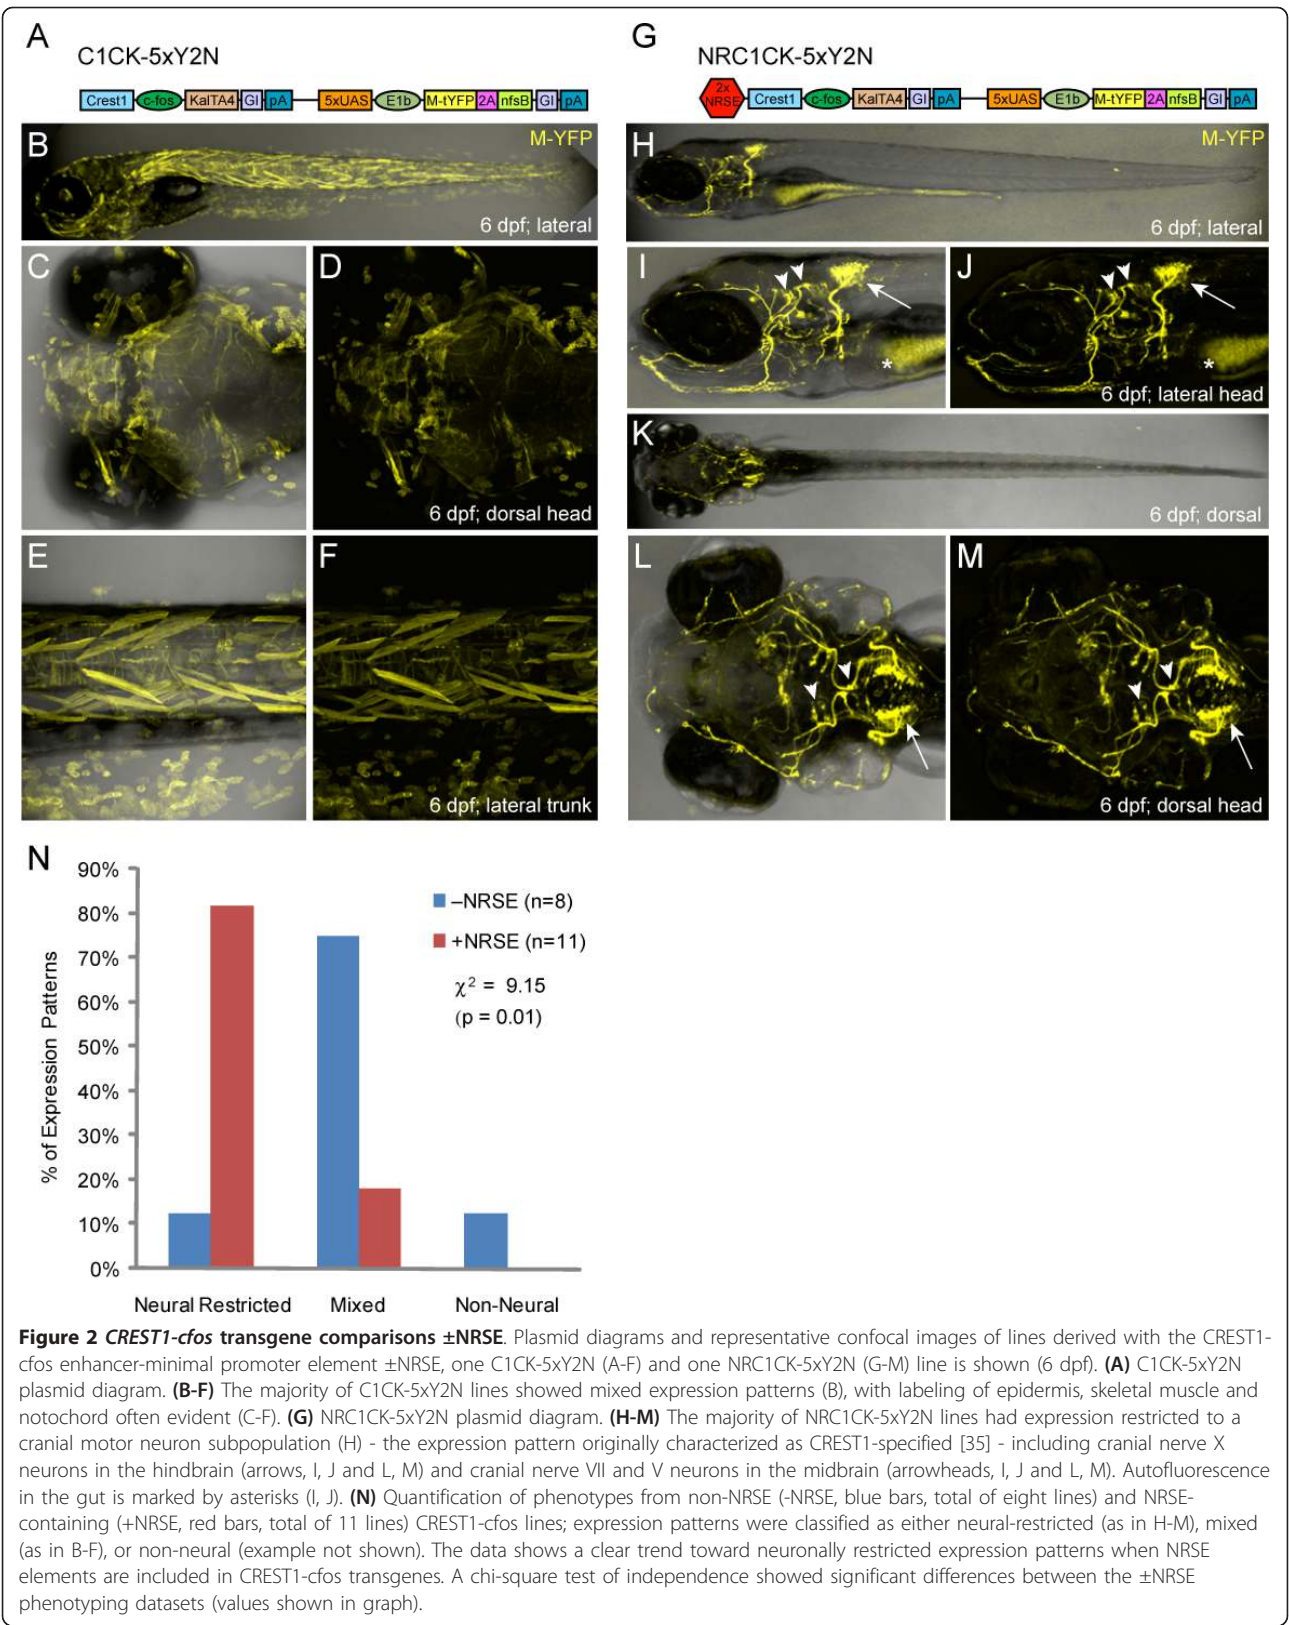 A
C1CK-5xY2N
Crest1 c-fos KalTA4 GI pA 5xUAS E1b M-tYFP 2A nfsB GI pA
G
NRC1CK-5xY2N
2x
NRSE Crest1 c-fos KalTA4 GI pA 5xUAS E1b M-tYFP 2A nfsB GI pA
B
M-YFP
6 dpf; lateral
C
D
6 dpf; dorsal head
E
F
6 dpf; lateral trunk
H
M-YFP
6 dpf; lateral
I
*
J
*
6 dpf; lateral head
K
6 dpf; dorsal
L
M
6 dpf; dorsal head
N
% of Expression Patterns
90%
80%
70%
60%
50%
40%
30%
20%
10%
0%
–NRSE (n=8)
+NRSE (n=11)
χ² = 9.15
(p = 0.01)
Neural Restricted Mixed Non-Neural
Figure 2 CREST1-cfos transgene comparisons ±NRSE. Plasmid diagrams and representative confocal images of lines derived with the CREST1-
cfos enhancer-minimal promoter element ±NRSE, one C1CK-5xY2N (A-F) and one NRC1CK-5xY2N (G-M) line is shown (6 dpf). (A) C1CK-5xY2N
plasmid diagram. (B-F) The majority of C1CK-5xY2N lines showed mixed expression patterns (B), with labeling of epidermis, skeletal muscle and
notochord often evident (C-F). (G) NRC1CK-5xY2N plasmid diagram. (H-M) The majority of NRC1CK-5xY2N lines had expression restricted to a
cranial motor neuron subpopulation (H) - the expression pattern originally characterized as CREST1-specified [35] - including cranial nerve X
neurons in the hindbrain (arrows, I, J and L, M) and cranial nerve VII and V neurons in the midbrain (arrowheads, I, J and L, M). Autofluorescence
in the gut is marked by asterisks (I, J). (N) Quantification of phenotypes from non-NRSE (-NRSE, blue bars, total of eight lines) and NRSE-
containing (+NRSE, red bars, total of 11 lines) CREST1-cfos lines; expression patterns were classified as either neural-restricted (as in H-M), mixed
(as in B-F), or non-neural (example not shown). The data shows a clear trend toward neuronally restricted expression patterns when NRSE
elements are included in CREST1-cfos transgenes. A chi-square test of independence showed significant differences between the ±NRSE
phenotyping datasets (values shown in graph).